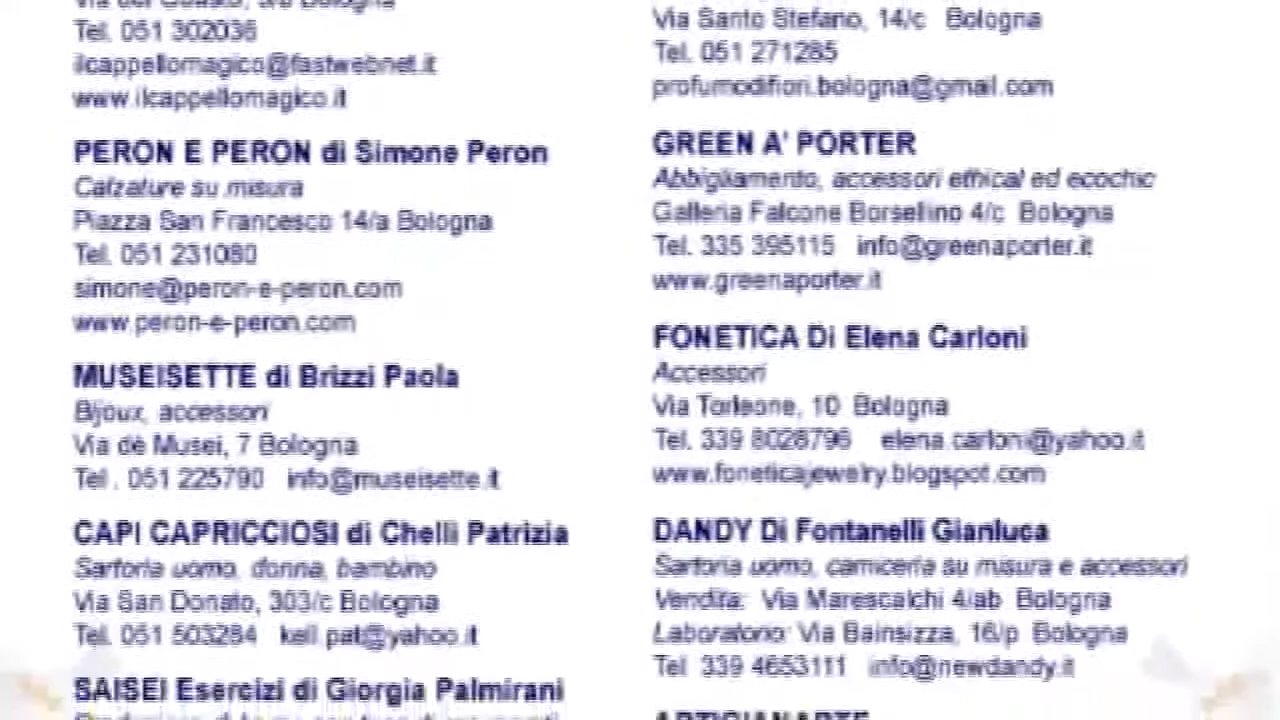 Tel. 051 302036
ilcappellomagico@fastwebnet.it
www.ilcappellomagico.it
PERON E PERON di Simone Peron
Calzature su misura
Piazza San Francesco 14/a Bologna
Tel. 051 231080
simone@peron-e-peron.com
www.peron-e-peron.com
MUSEISETTE di Brizzi Paola
Bijoux, accessori
Via dè Musei, 7 Bologna
Tel . 051 225790 info@museisette.it
CAPI CAPRICCIOSI di Chelli Patrizia
Sartoria uomo, donna, bambino
Via San Donato, 303/c Bologna
Tel. 051 503284 kell.pat@yahoo.it
SAISEI Esercizi di Giorgia Palmirani
Via Santo Stefano, 14/c Bologna
Tel. 051 271285
profumodifiori.bologna@gmail.com
GREEN A' PORTER
Abbigliamento, accessori ethical ed ecochic
Galleria Falcone Borsellino 4/c Bologna
Tel. 335 395115 info@greenaporter.it
www.greenaporter.it
FONETICA Di Elena Carloni
Accessori
Via Torleone, 10 Bologna
Tel. 339 8028796 elena.carloni@yahoo.it
www.foneticajewelry.blogspot.com
DANDY Di Fontanelli Gianluca
Sartoria uomo, camiceria su misura e accessori
Vendita: Via Marescalchi 4/ab Bologna
Laboratorio: Via Bainsizza, 16/p Bologna
Tel 339 4653111 info@newdandy.it
ARTIGIANARTE